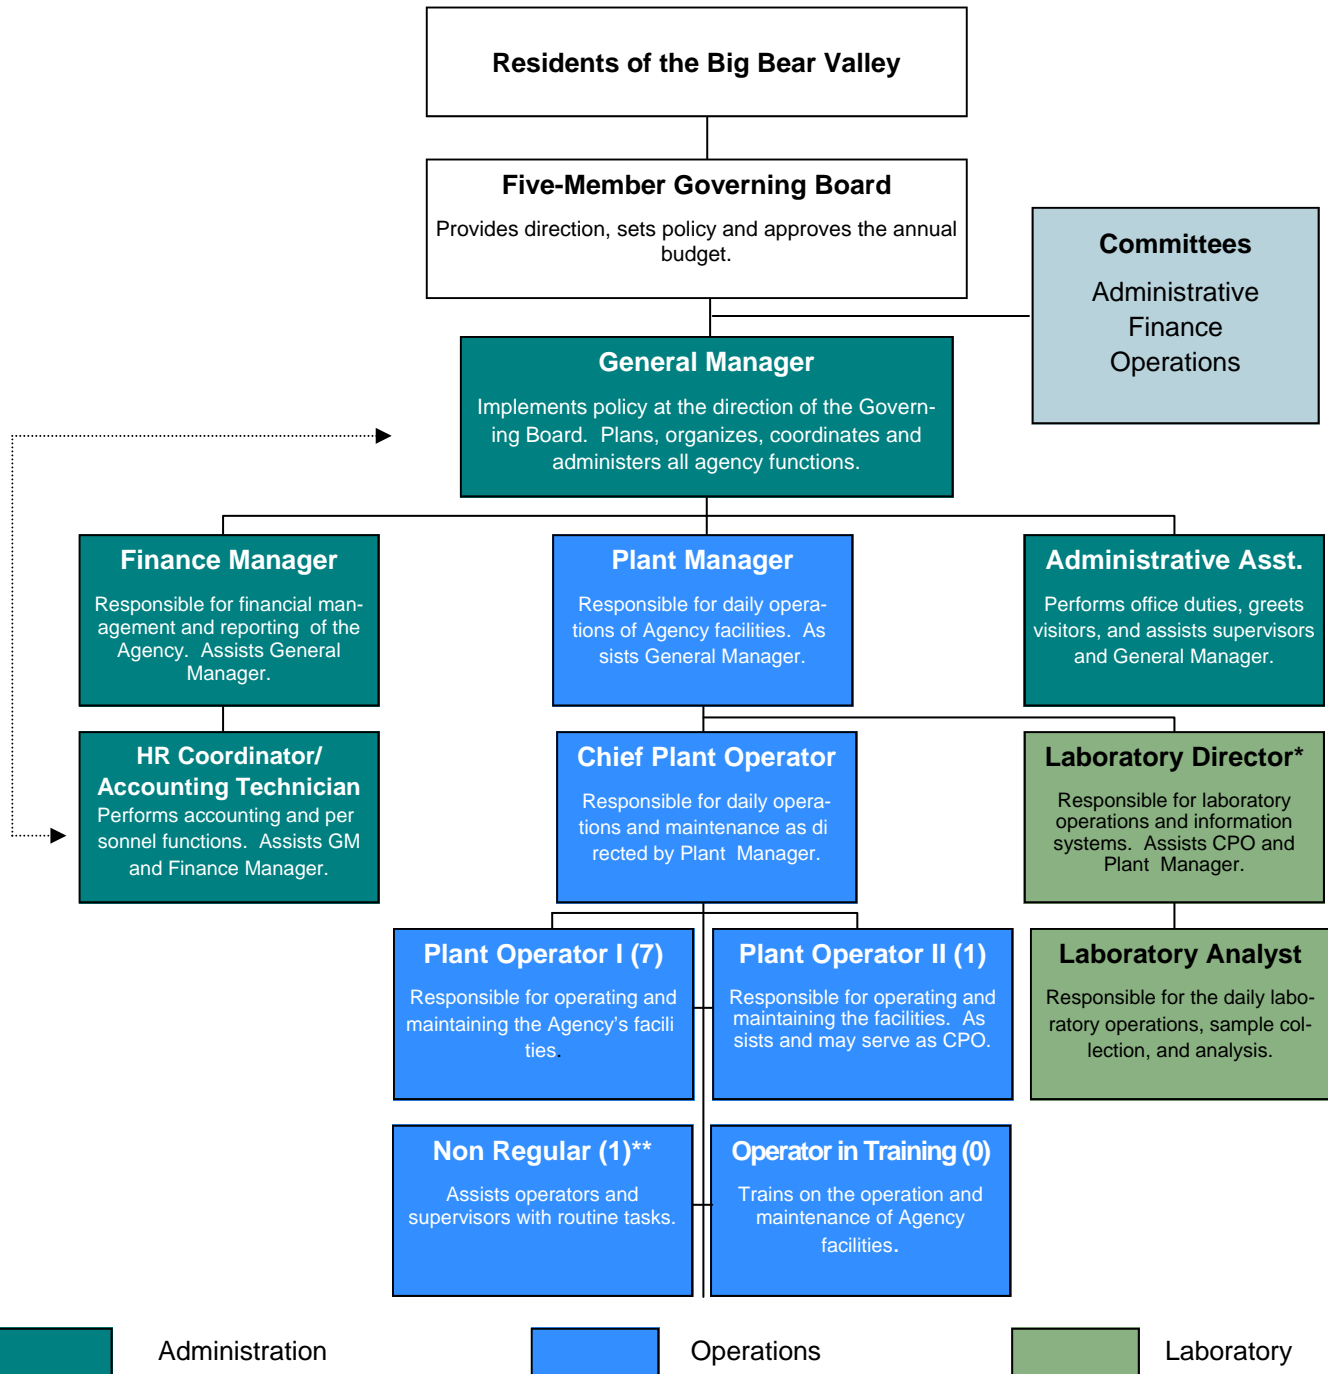 Residents of the Big Bear Valley
Five-Member Governing Board
Provides direction, sets policy and approves the annual
budget.
Committees
Administrative
Finance
Operations
General Manager
Implements policy at the direction of the Govern-
ing Board.  Plans, organizes, coordinates and
administers all agency functions.
Finance Manager
Responsible for financial man-
agement and reporting  of the
Agency.  Assists General
Manager.
Plant Manager
Responsible for daily opera-
tions of Agency facilities.  As
sists General Manager.
Administrative Asst.
Performs office duties, greets
visitors, and assists supervisors
and General Manager.
HR Coordinator/
Accounting Technician
Performs accounting and per
sonnel functions.  Assists GM
and Finance Manager.
Chief Plant Operator
Responsible for daily opera-
tions and maintenance as di
rected by Plant  Manager.
Laboratory Director*
Responsible for laboratory
operations and information
systems.  Assists CPO and
Plant  Manager.
Plant Operator I (7)
Responsible for operating and
maintaining the Agency's facili
ties.
Plant Operator II (1)
Responsible for operating and
maintaining the facilities.  As
sists and may serve as CPO.
Laboratory Analyst
Responsible for the daily labo-
ratory operations, sample col-
lection, and analysis.
Non Regular (1)**
Assists operators and
supervisors with routine tasks.
Operator in Training (0)
Trains on the operation and
maintenance of Agency
facilities.
Administration
Operations
Laboratory